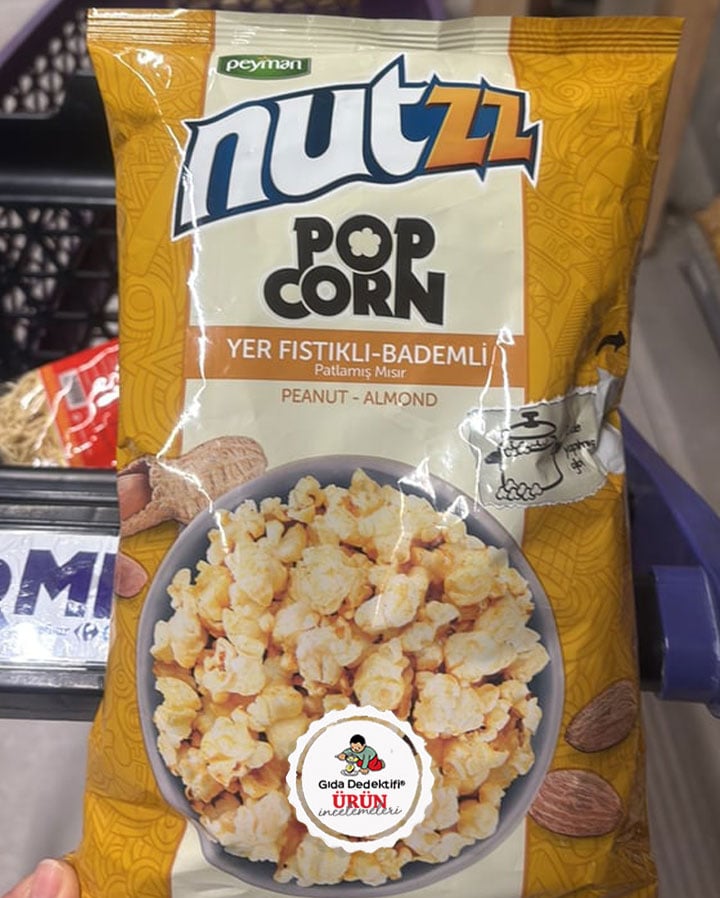 peyman
nutzz
POP
CORN
YER FISTIKLI-BADEMLİ
Patlamış Mısır
PEANUT - ALMOND
Gıda Dedektifi®
ÜRÜN
incelemeleri